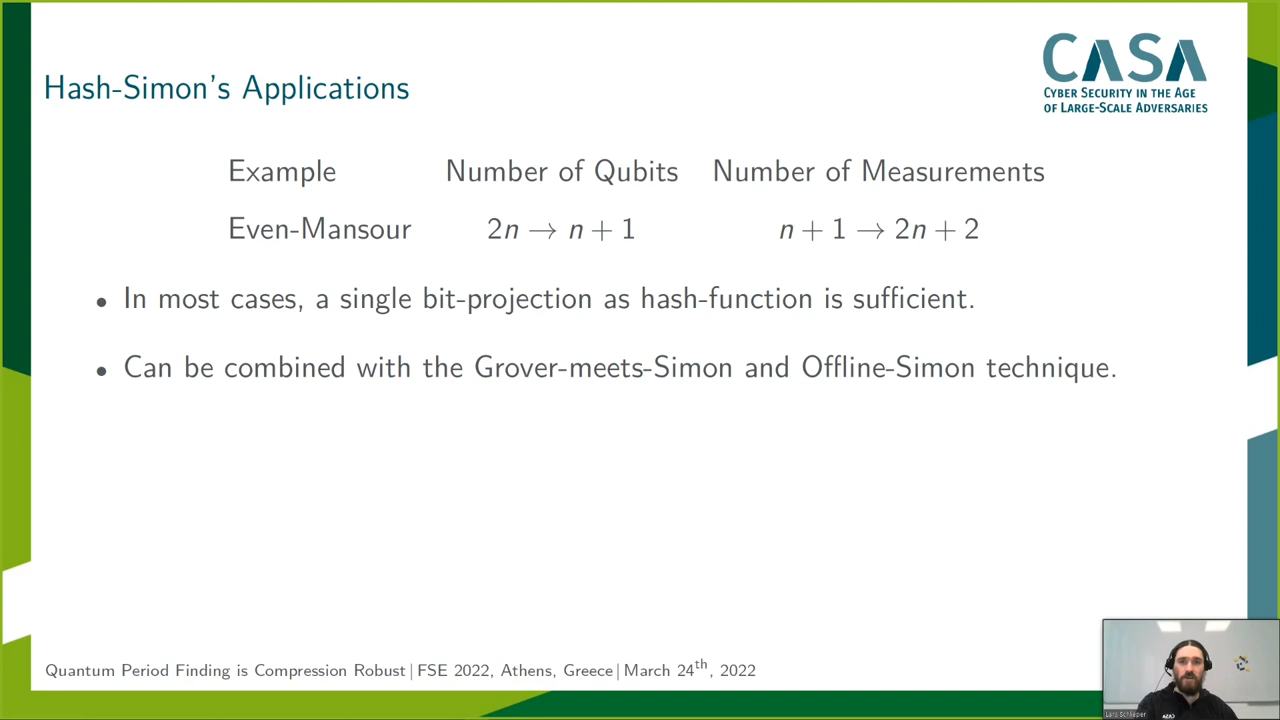 CASA
CYBER SECURITY IN THE AGE
OF LARGE-SCALE ADVERSARIES
Hash-Simon's Applications
Example Number of Qubits Number of Measurements
Even-Mansour 2n → n + 1 n + 1 → 2n + 2
• In most cases, a single bit-projection as hash-function is sufficient.
• Can be combined with the Grover-meets-Simon and Offline-Simon technique.
Quantum Period Finding is Compression Robust | FSE 2022, Athens, Greece | March 24th, 2022
Lars Schlieper